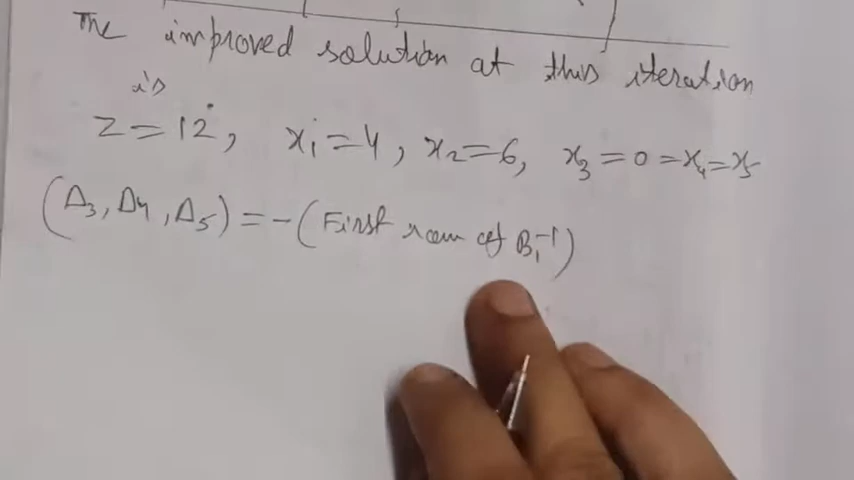 The improved solution at this iteration
is
Z = 12, x₁ = 4, x₂ = 6, x₃ = 0 = x₄ = x₅
(Δ₃, Δ₄, Δ₅) = -(First row of B₁⁻¹)